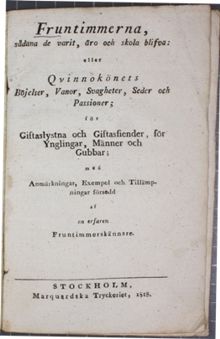 Fruntimmerna,
sådana de varit, äro och skola blifva:
eller
Qvinnokönets
Böjelser, Vanor, Svagheter, Seder och
Passioner;
för
Giftaslystna och Giftasfiender, för
Ynglingar, Männer och
Gubbar;
med
Anmärkningar, Exempel och Tillämp-
ningar försedd
af
en erfaren
Fruntimmerskännare.
STOCKHOLM,
Marquardska Tryckeriet, 1818.